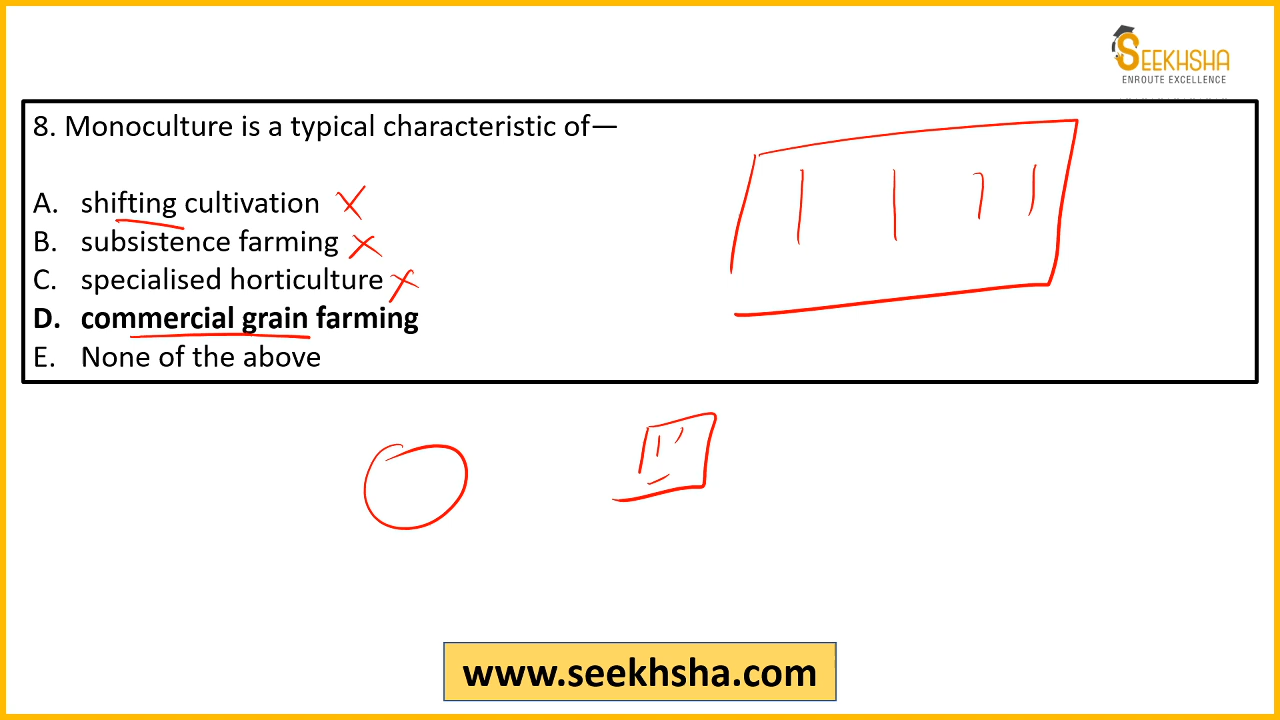 SEEKHSHA
ENROUTE EXCELLENCE
8. Monoculture is a typical characteristic of—
A. shifting cultivation
B. subsistence farming
C. specialised horticulture
D. commercial grain farming
E. None of the above
www.seekhsha.com